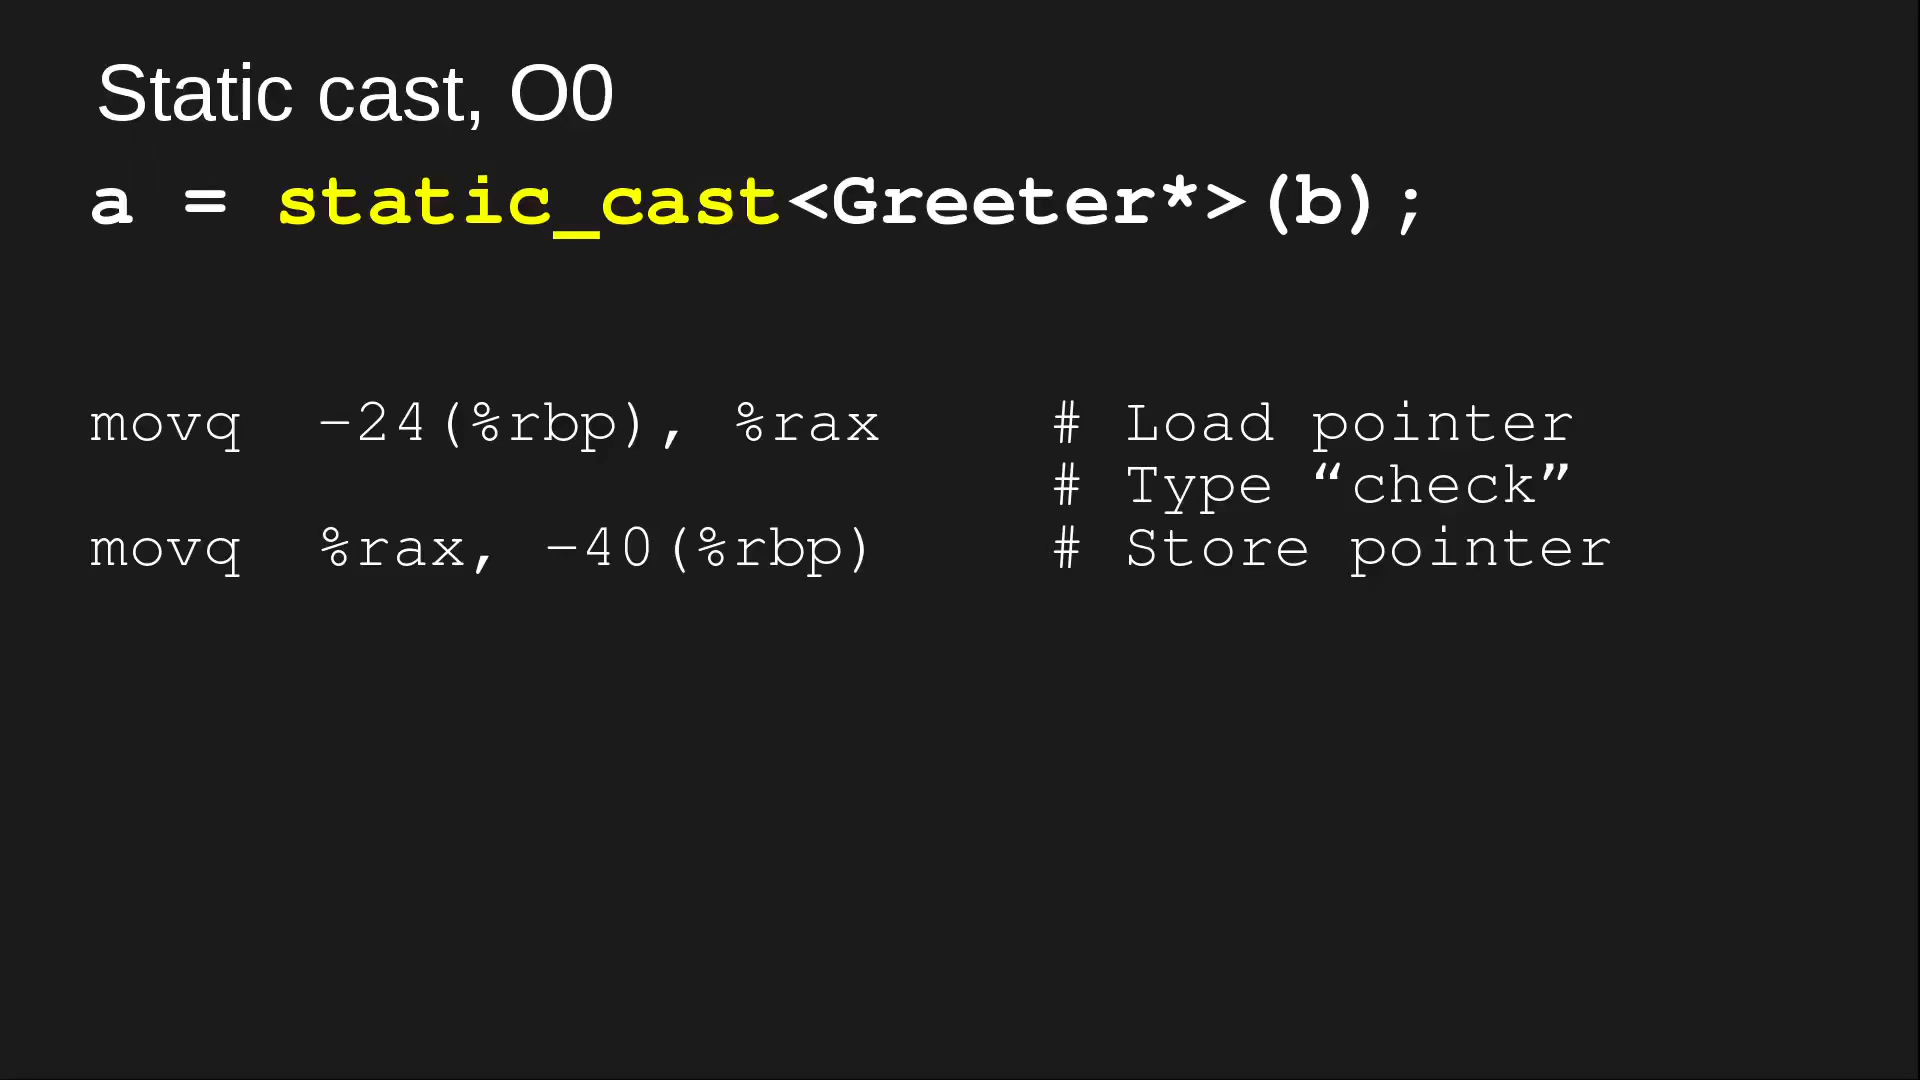 Static cast, O0
a = static_cast<Greeter*>(b);
movq  -24(%rbp), %rax    # Load pointer
# Type “check”
movq  %rax, -40(%rbp)    # Store pointer